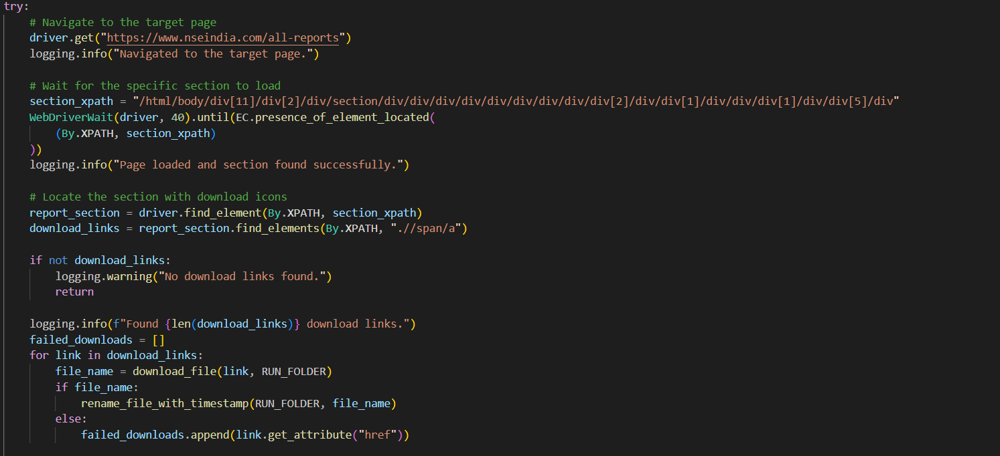 try:
    # Navigate to the target page
    driver.get("https://www.nseindia.com/all-reports")
    logging.info("Navigated to the target page.")

    # Wait for the specific section to load
    section_xpath = "/html/body/div[11]/div[2]/div/section/div/div/div/div/div/div/div/div/div[2]/div/div[1]/div/div/div[1]/div/div[5]/div"
    WebDriverWait(driver, 40).until(EC.presence_of_element_located(
        (By.XPATH, section_xpath)
    ))
    logging.info("Page loaded and section found successfully.")

    # Locate the section with download icons
    report_section = driver.find_element(By.XPATH, section_xpath)
    download_links = report_section.find_elements(By.XPATH, ".//span/a")

    if not download_links:
        logging.warning("No download links found.")
        return

    logging.info(f"Found {len(download_links)} download links.")
    failed_downloads = []
    for link in download_links:
        file_name = download_file(link, RUN_FOLDER)
        if file_name:
            rename_file_with_timestamp(RUN_FOLDER, file_name)
        else:
            failed_downloads.append(link.get_attribute("href"))